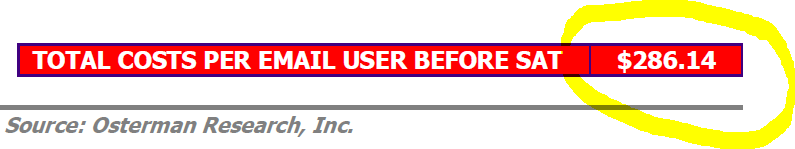 TOTAL COSTS PER EMAIL USER BEFORE SAT $286.14
Source: Osterman Research, Inc.